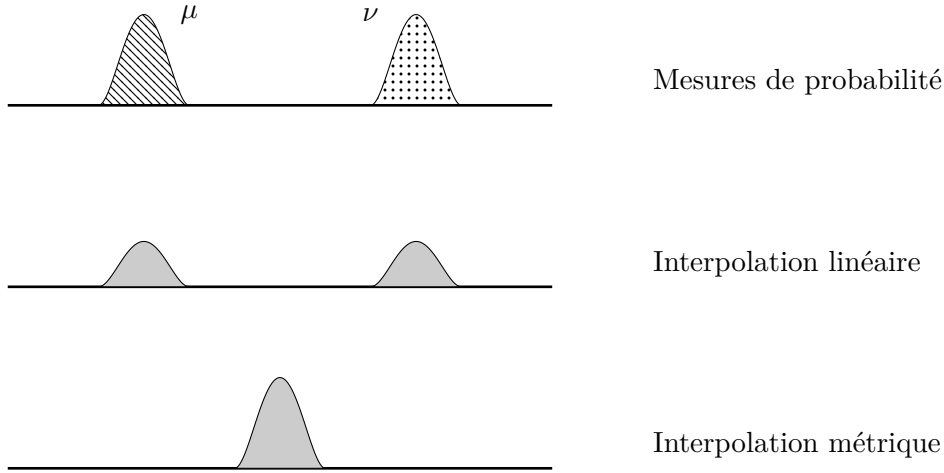 μ
ν
Mesures de probabilité
Interpolation linéaire
Interpolation métrique